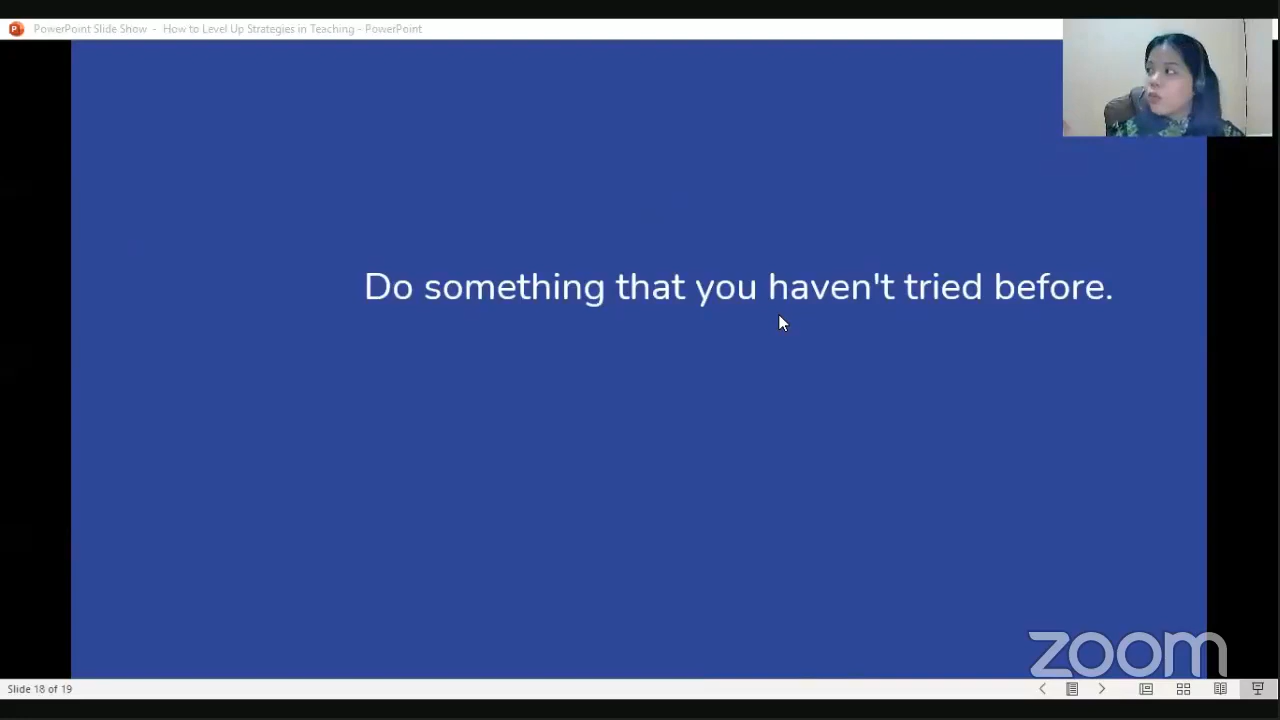 PowerPoint Slide Show - How to Level Up Strategies in Teaching - PowerPoint
Do something that you haven't tried before.
zoom
Slide 18 of 19